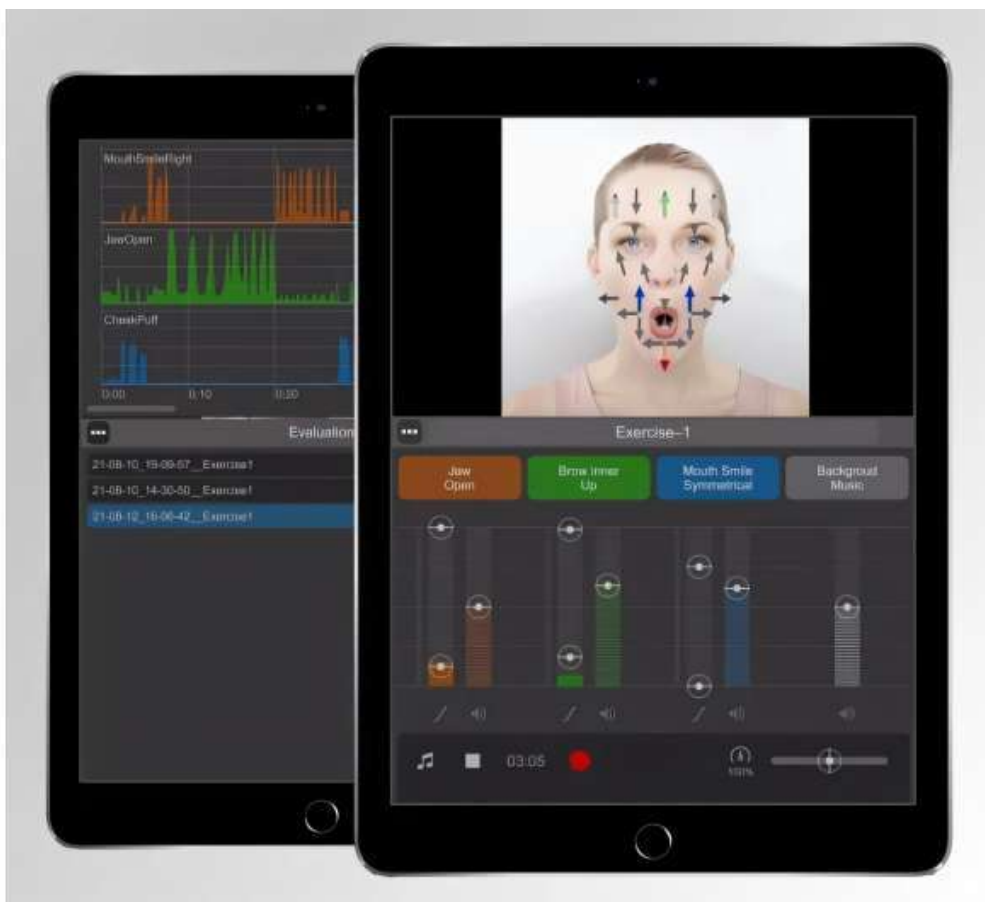 MouthSmileRight
JawOpen
CheekPuff
0:00 0:10 0:20
Evaluation
21-08-10_19-09-57__Exercise1
21-08-10_14-30-50__Exercise1
21-08-12_16-06-42__Exercise1
Exercise–1
Jaw
Open
Brow Inner
Up
Mouth Smile
Symmetrical
Backgroud
Music
03:05
100%